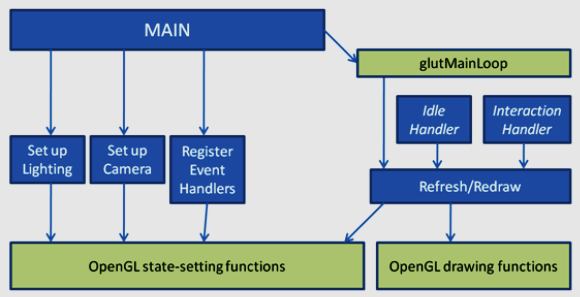 MAIN
glutMainLoop
Idle
Handler
Interaction
Handler
Set up
Lighting
Set up
Camera
Register
Event
Handlers
Refresh/Redraw
OpenGL state-setting functions
OpenGL drawing functions